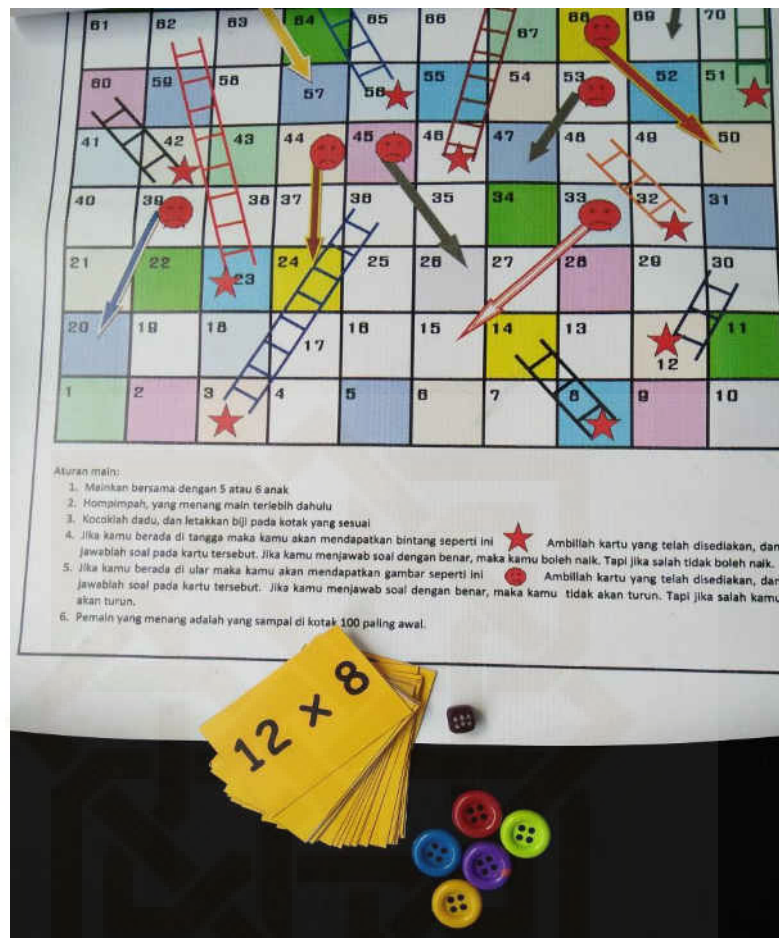 61 62 63 64 65 66 67 68 69 70
60 59 58 57 56 55 54 53 52 51
41 42 43 44 45 46 47 48 49 50
40 39 38 37 36 35 34 33 32 31
21 22 23 24 25 26 27 28 29 30
20 19 18 17 16 15 14 13 12 11
1 2 3 4 5 6 7 8 9 10
Aturan main:
1. Mainkan bersama dengan 5 atau 6 anak
2. Hompimpah, yang menang main terlebih dahulu
3. Kocoklah dadu, dan letakkan biji pada kotak yang sesuai
4. Jika kamu berada di tangga maka kamu akan mendapatkan bintang seperti ini Ambillah kartu yang telah disediakan, dan
jawablah soal pada kartu tersebut. Jika kamu menjawab soal dengan benar, maka kamu boleh naik. Tapi jika salah tidak boleh naik.
5. Jika kamu berada di ular maka kamu akan mendapatkan gambar seperti ini Ambillah kartu yang telah disediakan, dan
jawablah soal pada kartu tersebut. Jika kamu menjawab soal dengan benar, maka kamu tidak akan turun. Tapi jika salah kamu
akan turun.
6. Pemain yang menang adalah yang sampai di kotak 100 paling awal.
12 x 8